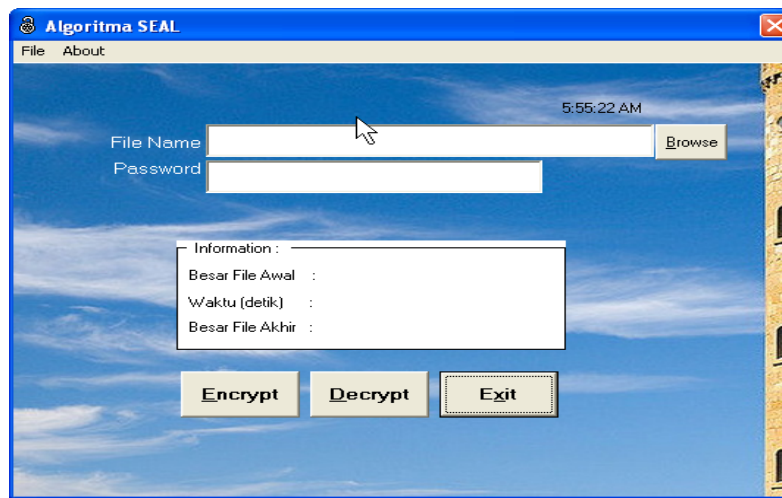 Algoritma SEAL
File About
5:55:22 AM
File Name Browse
Password
Information :
Besar File Awal :
Waktu (detik) :
Besar File Akhir :
Encrypt Decrypt Exit